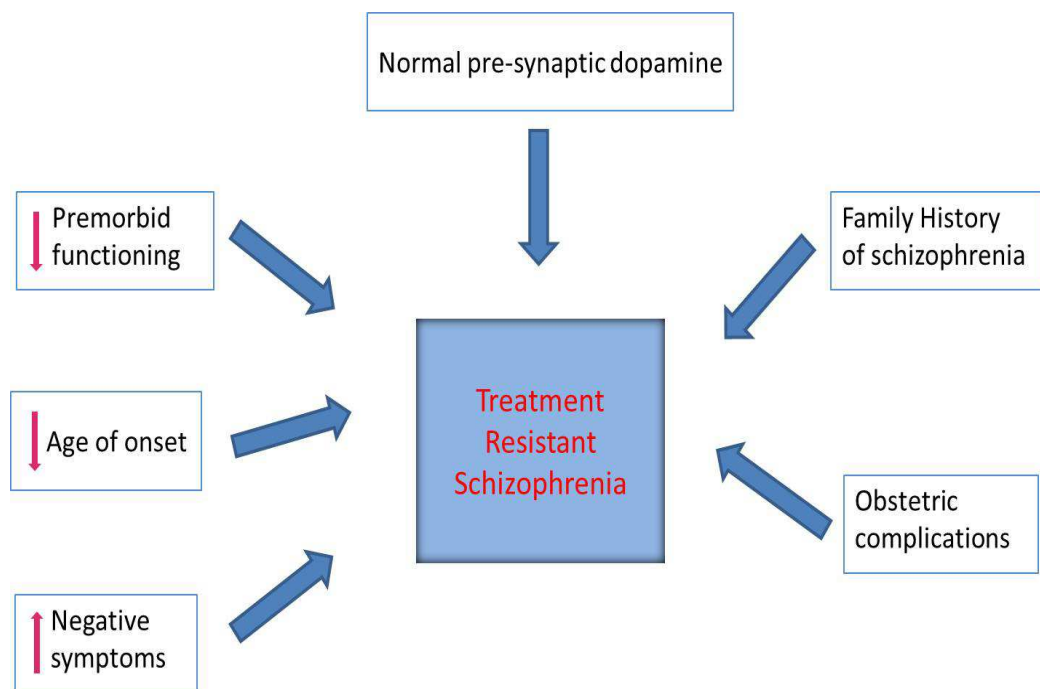 Normal pre-synaptic dopamine
Premorbid
functioning
Family History
of schizophrenia
Treatment
Resistant
Schizophrenia
Age of onset
Obstetric
complications
Negative
symptoms